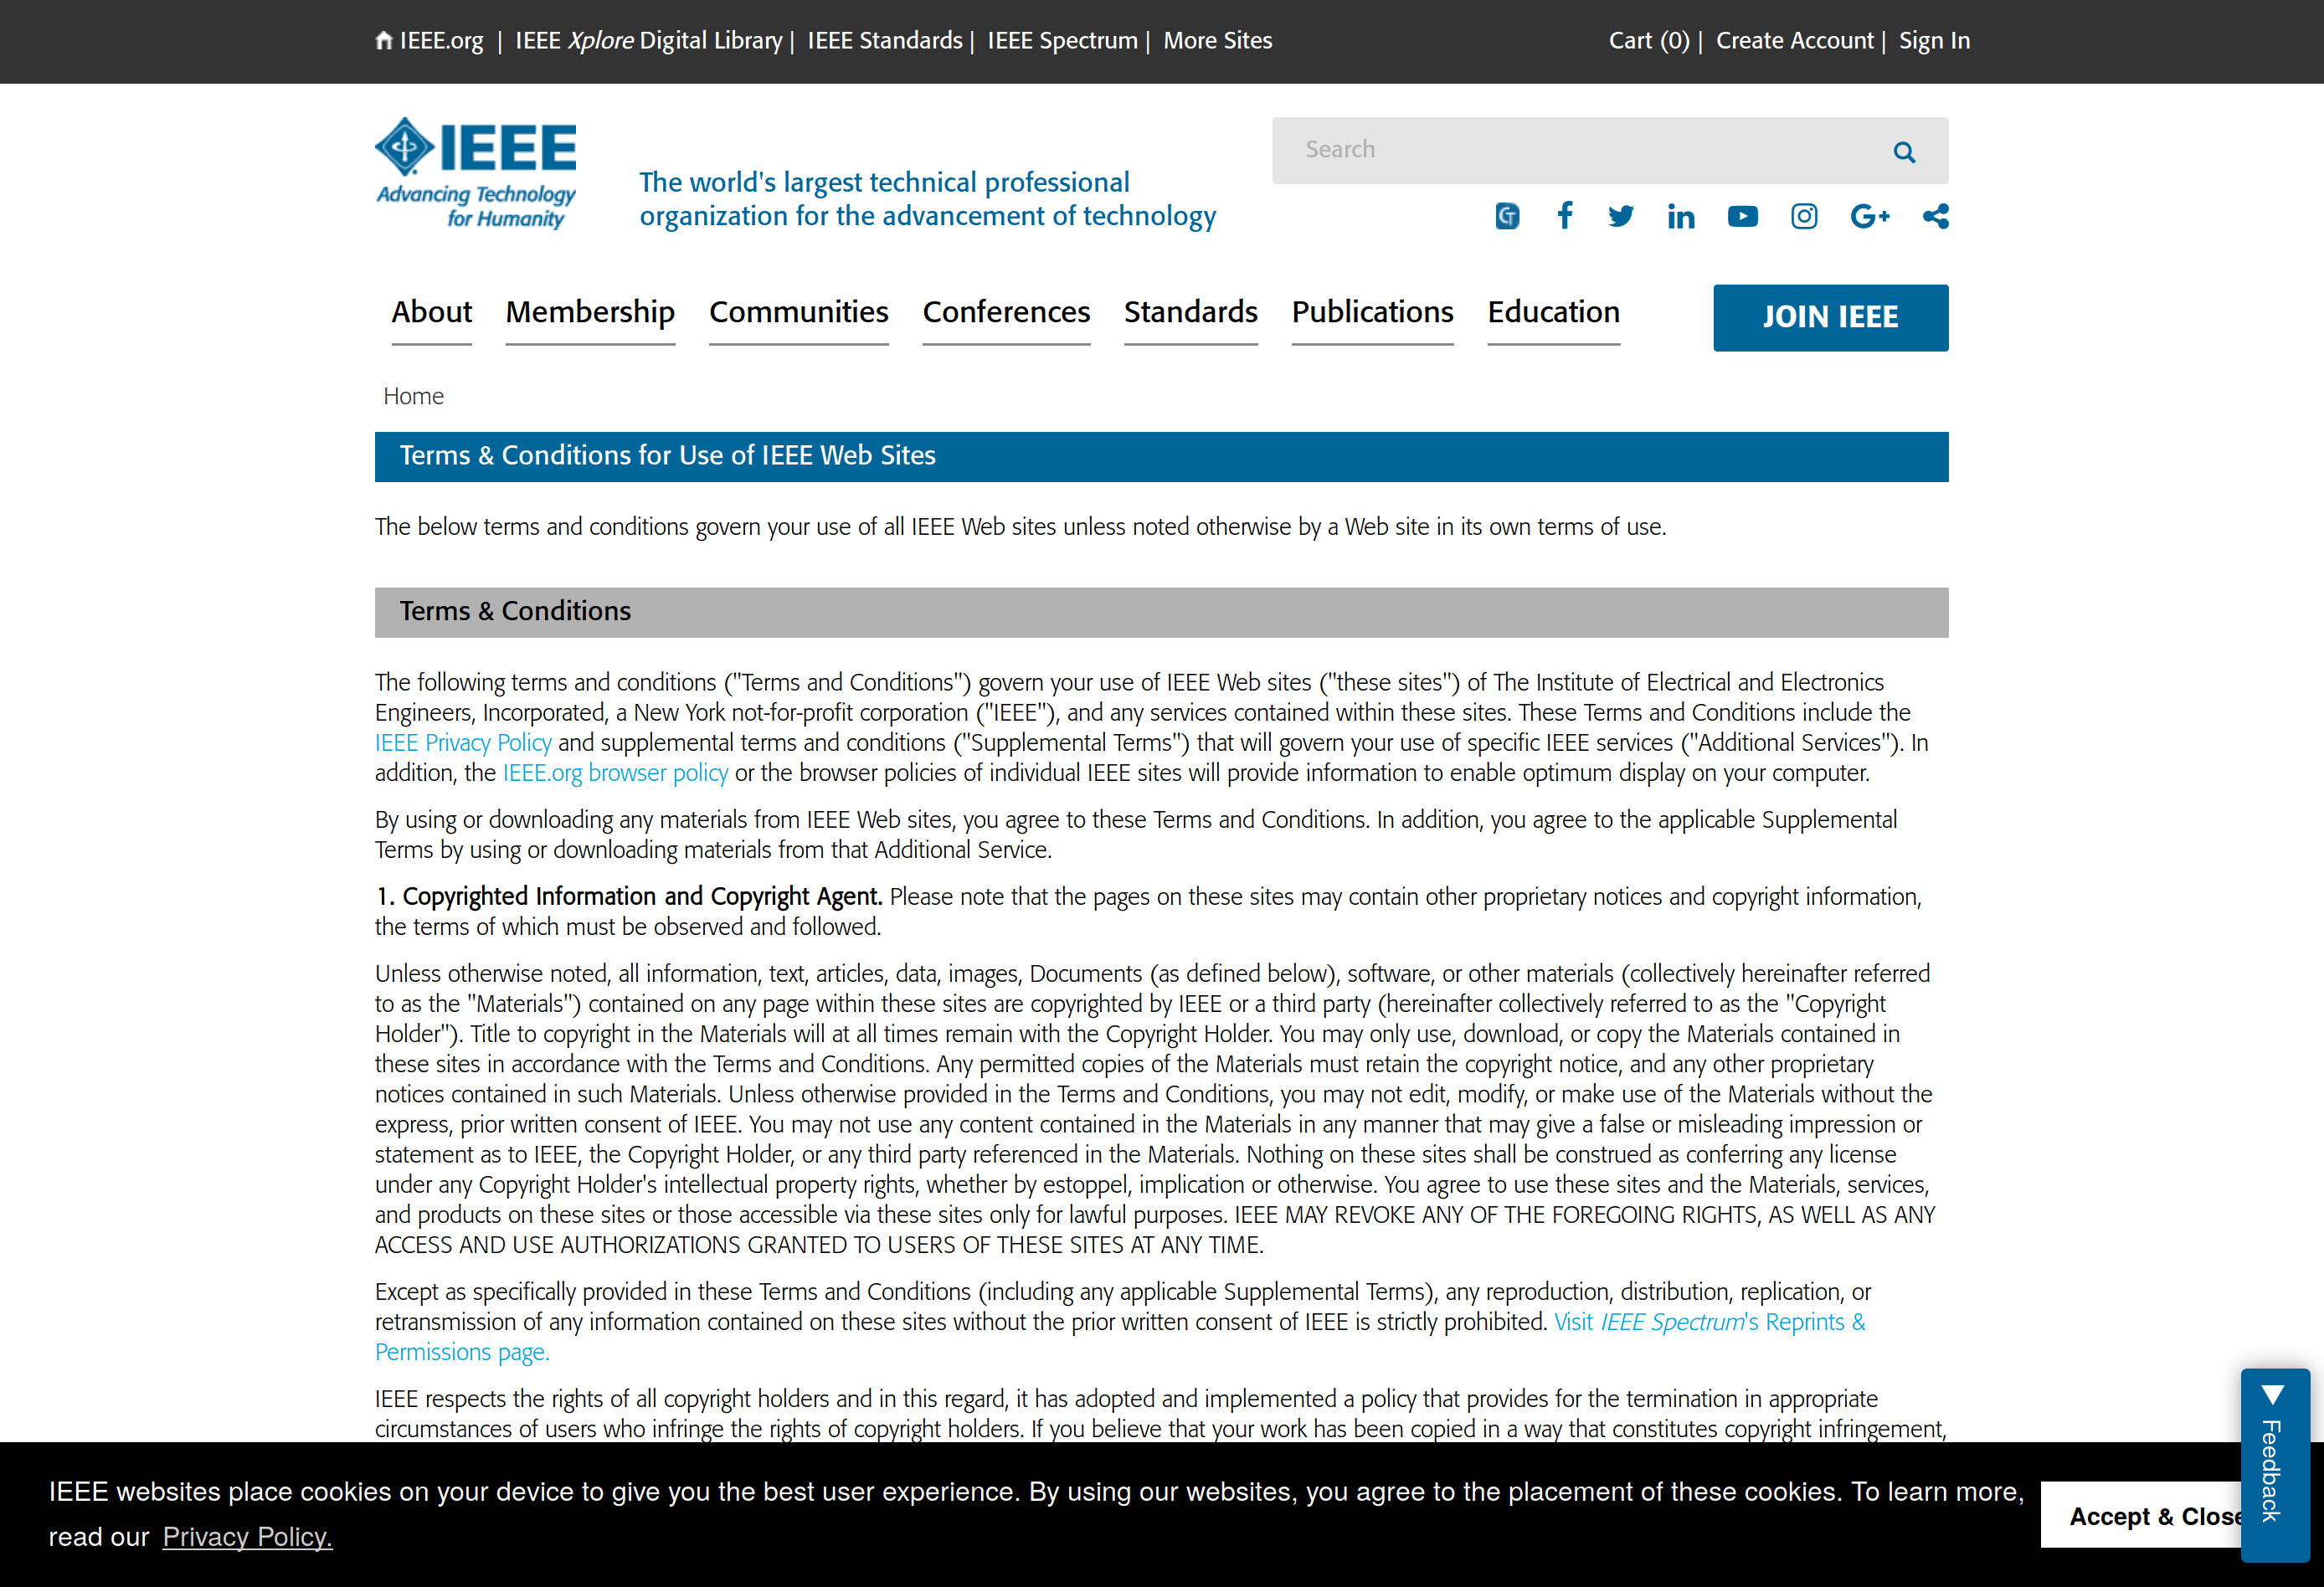 IEEE.org | IEEE Xplore Digital Library | IEEE Standards | IEEE Spectrum | More Sites
Cart (0) | Create Account | Sign In
IEEE
Advancing Technology
for Humanity
The world's largest technical professional
organization for the advancement of technology
Search
About Membership Communities Conferences Standards Publications Education
JOIN IEEE
Home
Terms & Conditions for Use of IEEE Web Sites
The below terms and conditions govern your use of all IEEE Web sites unless noted otherwise by a Web site in its own terms of use.
Terms & Conditions
The following terms and conditions ("Terms and Conditions") govern your use of IEEE Web sites ("these sites") of The Institute of Electrical and Electronics
Engineers, Incorporated, a New York not-for-profit corporation ("IEEE"), and any services contained within these sites. These Terms and Conditions include the
IEEE Privacy Policy and supplemental terms and conditions ("Supplemental Terms") that will govern your use of specific IEEE services ("Additional Services"). In
addition, the IEEE.org browser policy or the browser policies of individual IEEE sites will provide information to enable optimum display on your computer.
By using or downloading any materials from IEEE Web sites, you agree to these Terms and Conditions. In addition, you agree to the applicable Supplemental
Terms by using or downloading materials from that Additional Service.
1. Copyrighted Information and Copyright Agent. Please note that the pages on these sites may contain other proprietary notices and copyright information,
the terms of which must be observed and followed.
Unless otherwise noted, all information, text, articles, data, images, Documents (as defined below), software, or other materials (collectively hereinafter referred
to as the "Materials") contained on any page within these sites are copyrighted by IEEE or a third party (hereinafter collectively referred to as the "Copyright
Holder"). Title to copyright in the Materials will at all times remain with the Copyright Holder. You may only use, download, or copy the Materials contained in
these sites in accordance with the Terms and Conditions. Any permitted copies of the Materials must retain the copyright notice, and any other proprietary
notices contained in such Materials. Unless otherwise provided in the Terms and Conditions, you may not edit, modify, or make use of the Materials without the
express, prior written consent of IEEE. You may not use any content contained in the Materials in any manner that may give a false or misleading impression or
statement as to IEEE, the Copyright Holder, or any third party referenced in the Materials. Nothing on these sites shall be construed as conferring any license
under any Copyright Holder's intellectual property rights, whether by estoppel, implication or otherwise. You agree to use these sites and the Materials, services,
and products on these sites or those accessible via these sites only for lawful purposes. IEEE MAY REVOKE ANY OF THE FOREGOING RIGHTS, AS WELL AS ANY
ACCESS AND USE AUTHORIZATIONS GRANTED TO USERS OF THESE SITES AT ANY TIME.
Except as specifically provided in these Terms and Conditions (including any applicable Supplemental Terms), any reproduction, distribution, replication, or
retransmission of any information contained on these sites without the prior written consent of IEEE is strictly prohibited. Visit IEEE Spectrum's Reprints &
Permissions page.
IEEE respects the rights of all copyright holders and in this regard, it has adopted and implemented a policy that provides for the termination in appropriate
circumstances of users who infringe the rights of copyright holders. If you believe that your work has been copied in a way that constitutes copyright infringement,
IEEE websites place cookies on your device to give you the best user experience. By using our websites, you agree to the placement of these cookies. To learn more,
read our Privacy Policy.
Accept & Close
Feedback